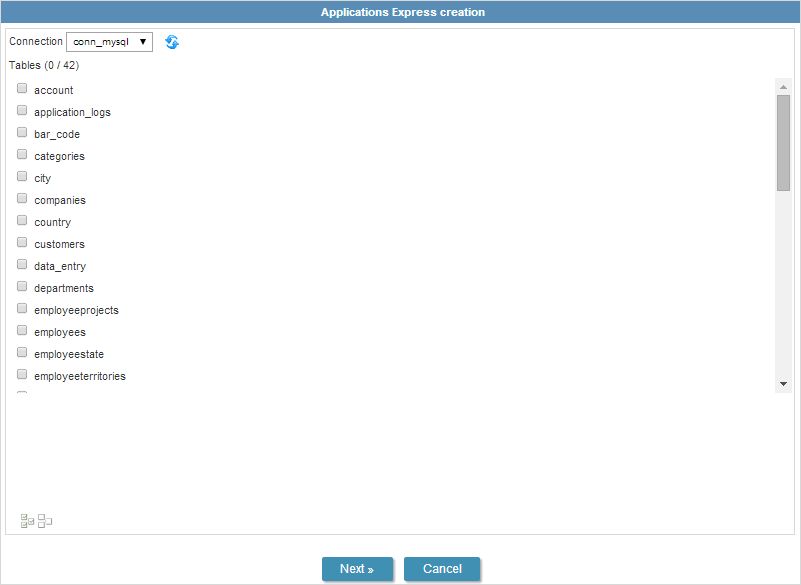 Applications Express creation
Connection conn_mysql
Tables (0 / 42)
account
application_logs
bar_code
categories
city
companies
country
customers
data_entry
departments
employeeprojects
employees
employeestate
employeeterritories
Next » Cancel